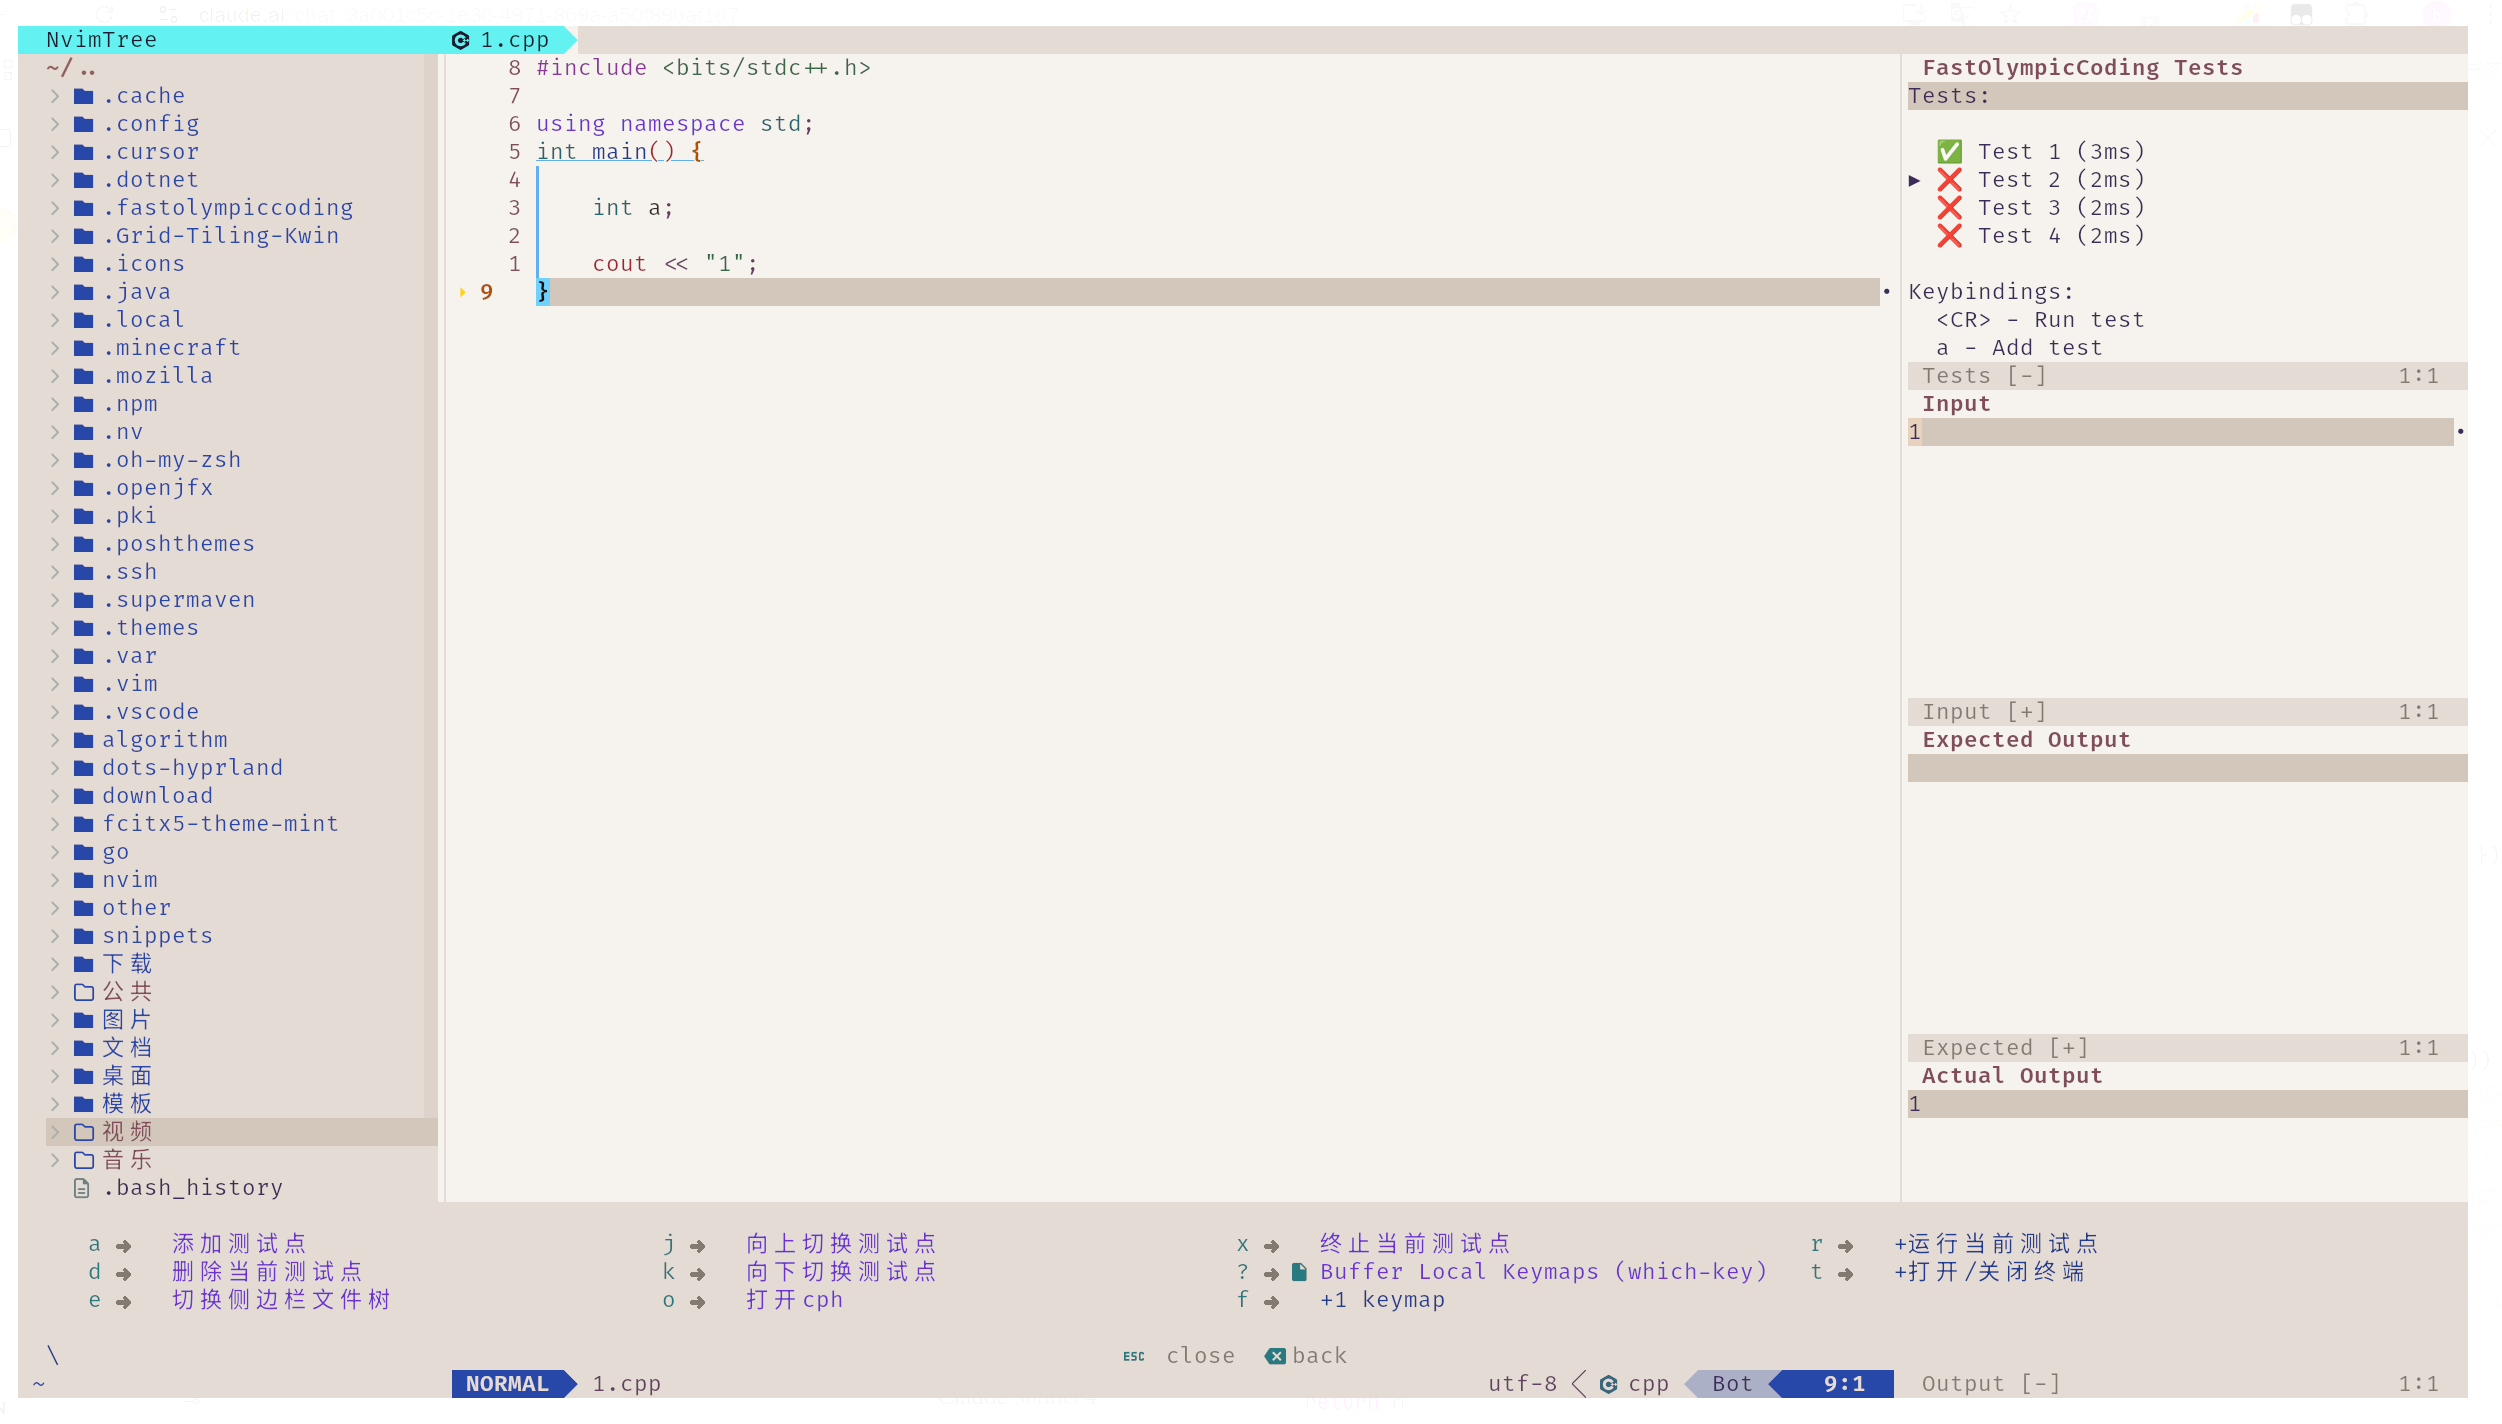 NvimTree
~/..
.cache
.config
.cursor
.dotnet
.fastolympiccoding
.Grid-Tiling-Kwin
.icons
.java
.local
.minecraft
.mozilla
.npm
.nv
.oh-my-zsh
.openjfx
.pki
.poshthemes
.ssh
.supermaven
.themes
.var
.vim
.vscode
algorithm
dots-hyprland
download
fcitx5-theme-mint
go
nvim
other
snippets
下载
公共
图片
文档
桌面
模板
视频
音乐
.bash_history
1.cpp
8 #include <bits/stdc++.h>
7
6 using namespace std;
5 int main() {
4
3     int a;
2
1     cout << "1";
9 }
FastOlympicCoding Tests
Tests:
✅ Test 1 (3ms)
▶ ❌ Test 2 (2ms)
❌ Test 3 (2ms)
❌ Test 4 (2ms)
Keybindings:
<CR> - Run test
a - Add test
Tests [-] 1:1
Input
1
Input [+] 1:1
Expected Output
Expected [+] 1:1
Actual Output
1
a ➜ 添加测试点 j ➜ 向上切换测试点 x ➜ 终止当前测试点 r ➜ +运行当前测试点
d ➜ 删除当前测试点 k ➜ 向下切换测试点 ? ➜ Buffer Local Keymaps (which-key) t ➜ +打开/关闭终端
e ➜ 切换侧边栏文件树 o ➜ 打开cph f ➜ +1 keymap
\ ESC close back
~ NORMAL 1.cpp utf-8 cpp Bot 9:1 Output [-] 1:1